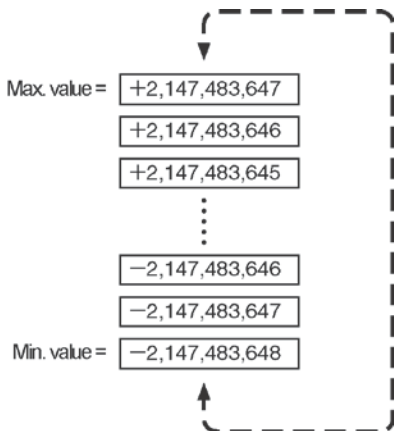 Max. value = +2,147,483,647
+2,147,483,646
+2,147,483,645
−2,147,483,646
−2,147,483,647
Min. value = −2,147,483,648